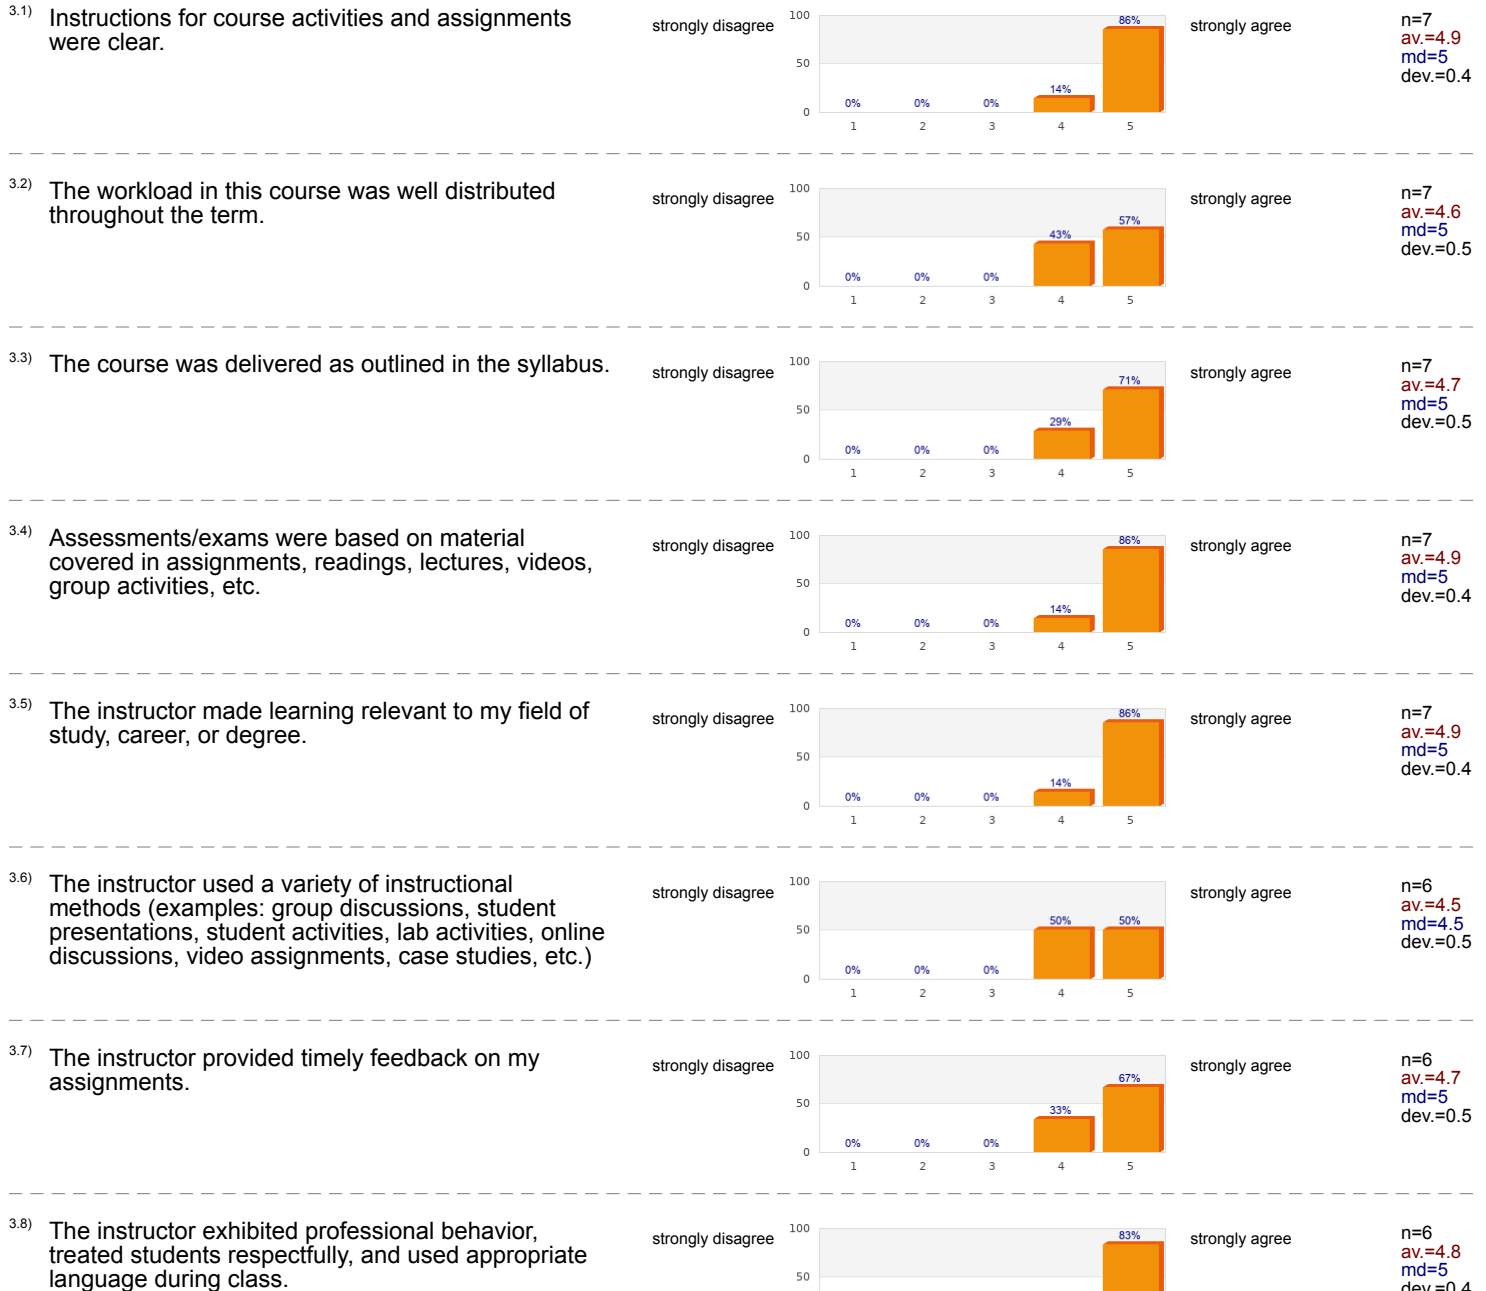 3.1) Instructions for course activities and assignments
were clear.
strongly disagree
100
50
0
0%
0%
0%
14%
86%
1 2 3 4 5
strongly agree
n=7
av.=4.9
md=5
dev.=0.4
3.2) The workload in this course was well distributed
throughout the term.
strongly disagree
100
50
0
0%
0%
0%
43%
57%
1 2 3 4 5
strongly agree
n=7
av.=4.6
md=5
dev.=0.5
3.3) The course was delivered as outlined in the syllabus.
strongly disagree
100
50
0
0%
0%
0%
29%
71%
1 2 3 4 5
strongly agree
n=7
av.=4.7
md=5
dev.=0.5
3.4) Assessments/exams were based on material
covered in assignments, readings, lectures, videos,
group activities, etc.
strongly disagree
100
50
0
0%
0%
0%
14%
86%
1 2 3 4 5
strongly agree
n=7
av.=4.9
md=5
dev.=0.4
3.5) The instructor made learning relevant to my field of
study, career, or degree.
strongly disagree
100
50
0
0%
0%
0%
14%
86%
1 2 3 4 5
strongly agree
n=7
av.=4.9
md=5
dev.=0.4
3.6) The instructor used a variety of instructional
methods (examples: group discussions, student
presentations, student activities, lab activities, online
discussions, video assignments, case studies, etc.)
strongly disagree
100
50
0
0%
0%
0%
50%
50%
1 2 3 4 5
strongly agree
n=6
av.=4.5
md=4.5
dev.=0.5
3.7) The instructor provided timely feedback on my
assignments.
strongly disagree
100
50
0
0%
0%
0%
33%
67%
1 2 3 4 5
strongly agree
n=6
av.=4.7
md=5
dev.=0.5
3.8) The instructor exhibited professional behavior,
treated students respectfully, and used appropriate
language during class.
strongly disagree
100
50
83%
strongly agree
n=6
av.=4.8
md=5
dev.=0.4